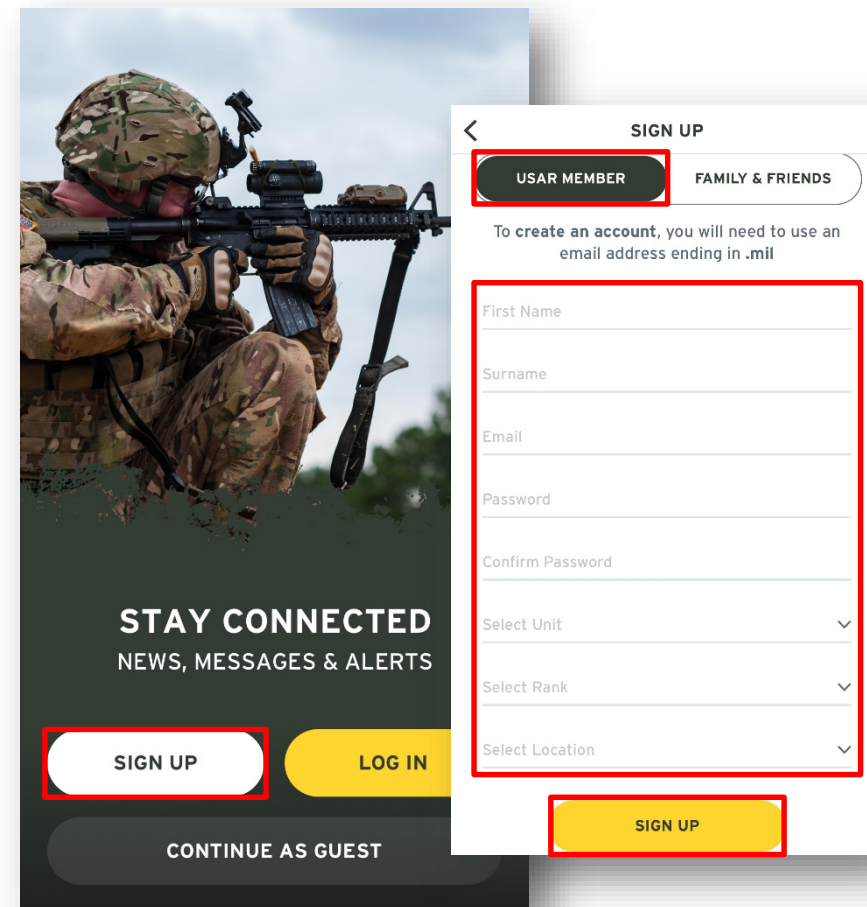 STAY CONNECTED
NEWS, MESSAGES & ALERTS
SIGN UP
LOG IN
CONTINUE AS GUEST
SIGN UP
USAR MEMBER
FAMILY & FRIENDS
To create an account, you will need to use an
email address ending in .mil
First Name
Surname
Email
Password
Confirm Password
Select Unit
Select Rank
Select Location
SIGN UP